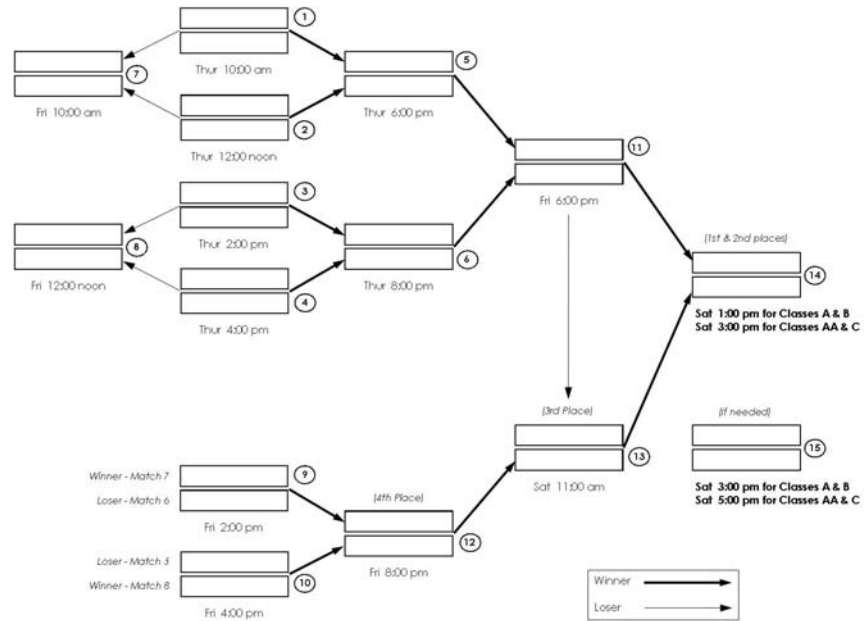 1
Thur 10:00 am
5
7
Fri 10:00 am
2
Thur 12:00 noon
Thur 6:00 pm
11
Fri 6:00 pm
3
Thur 2:00 pm
8
Fri 12:00 noon
6
Thur 8:00 pm
4
Thur 4:00 pm
(1st & 2nd places)
14
Sat 1:00 pm for Classes A & B
Sat 3:00 pm for Classes AA & C
(3rd Place)
13
Sat 11:00 am
(if needed)
15
Sat 3:00 pm for Classes A & B
Sat 5:00 pm for Classes AA & C
Winner - Match 7
9
Loser - Match 6
Fri 2:00 pm
(4th Place)
12
Fri 8:00 pm
Loser - Match 5
Winner - Match 8
10
Fri 4:00 pm
Winner
Loser